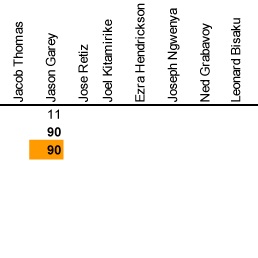 Jacob Thomas
Jason Garey
Jose Retiz
Joel Kitamirike
Ezra Hendrickson
Joseph Ngwenya
Ned Grabavoy
Leonard Bisaku
11
90
90